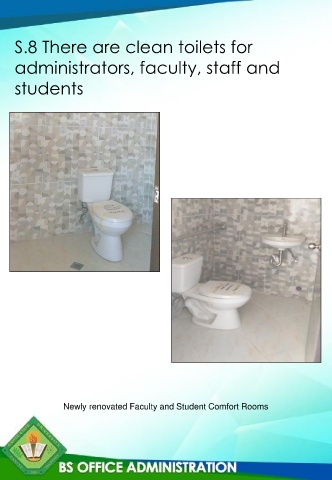 S.8 There are clean toilets for
administrators, faculty, staff and
students
Newly renovated Faculty and Student Comfort Rooms
BS OFFICE ADMINISTRATION